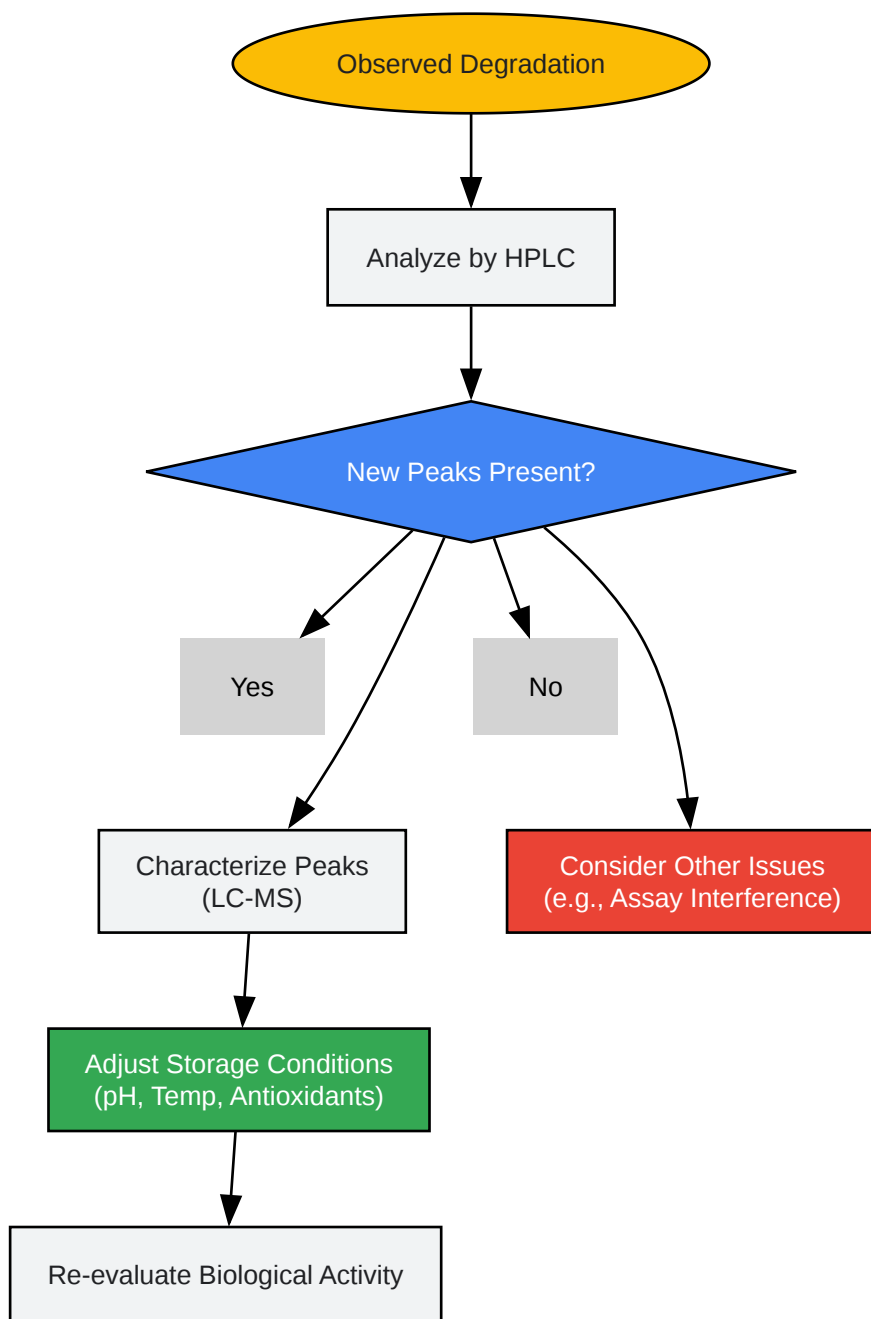 Observed Degradation
Analyze by HPLC
New Peaks Present?
Yes
No
Characterize Peaks
(LC-MS)
Consider Other Issues
(e.g., Assay Interference)
Adjust Storage Conditions
(pH, Temp, Antioxidants)
Re-evaluate Biological Activity